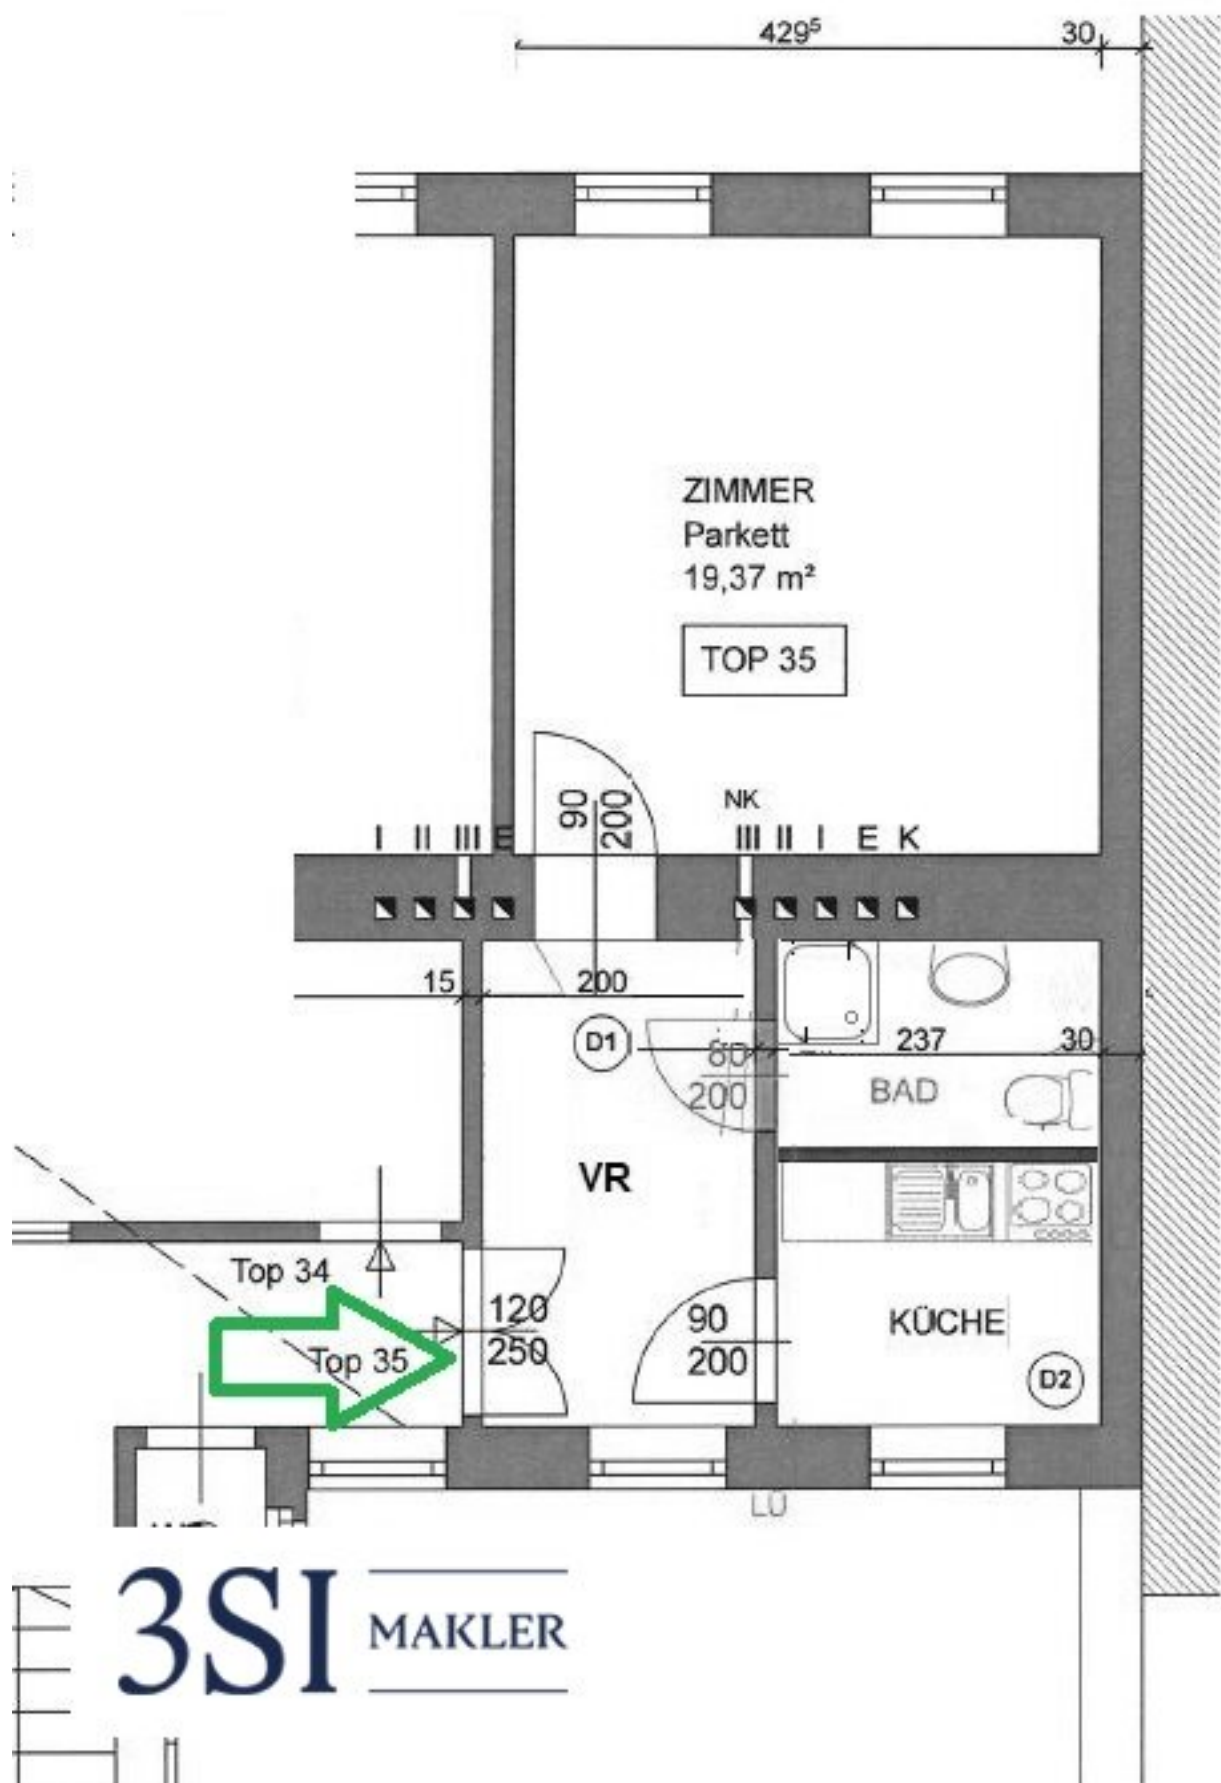 429⁵ 30
ZIMMER
Parkett
19,37 m²
TOP 35
90
200
NK
I II III E
III II I E K
15
200
D1
80
200
237
30
BAD
VR
Top 34
120
250
Top 35
90
200
KÜCHE
D2
3SI
MAKLER